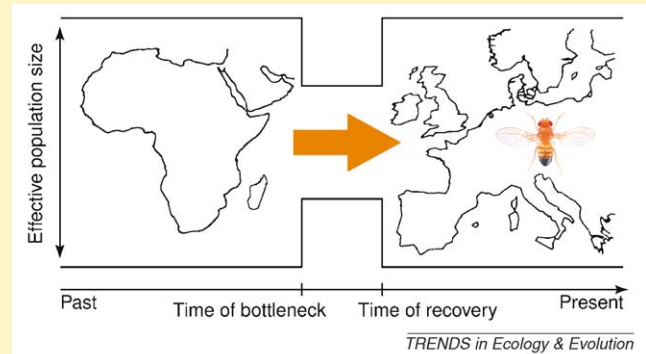 Effective population size
Past
Time of bottleneck
Time of recovery
Present
TRENDS in Ecology & Evolution